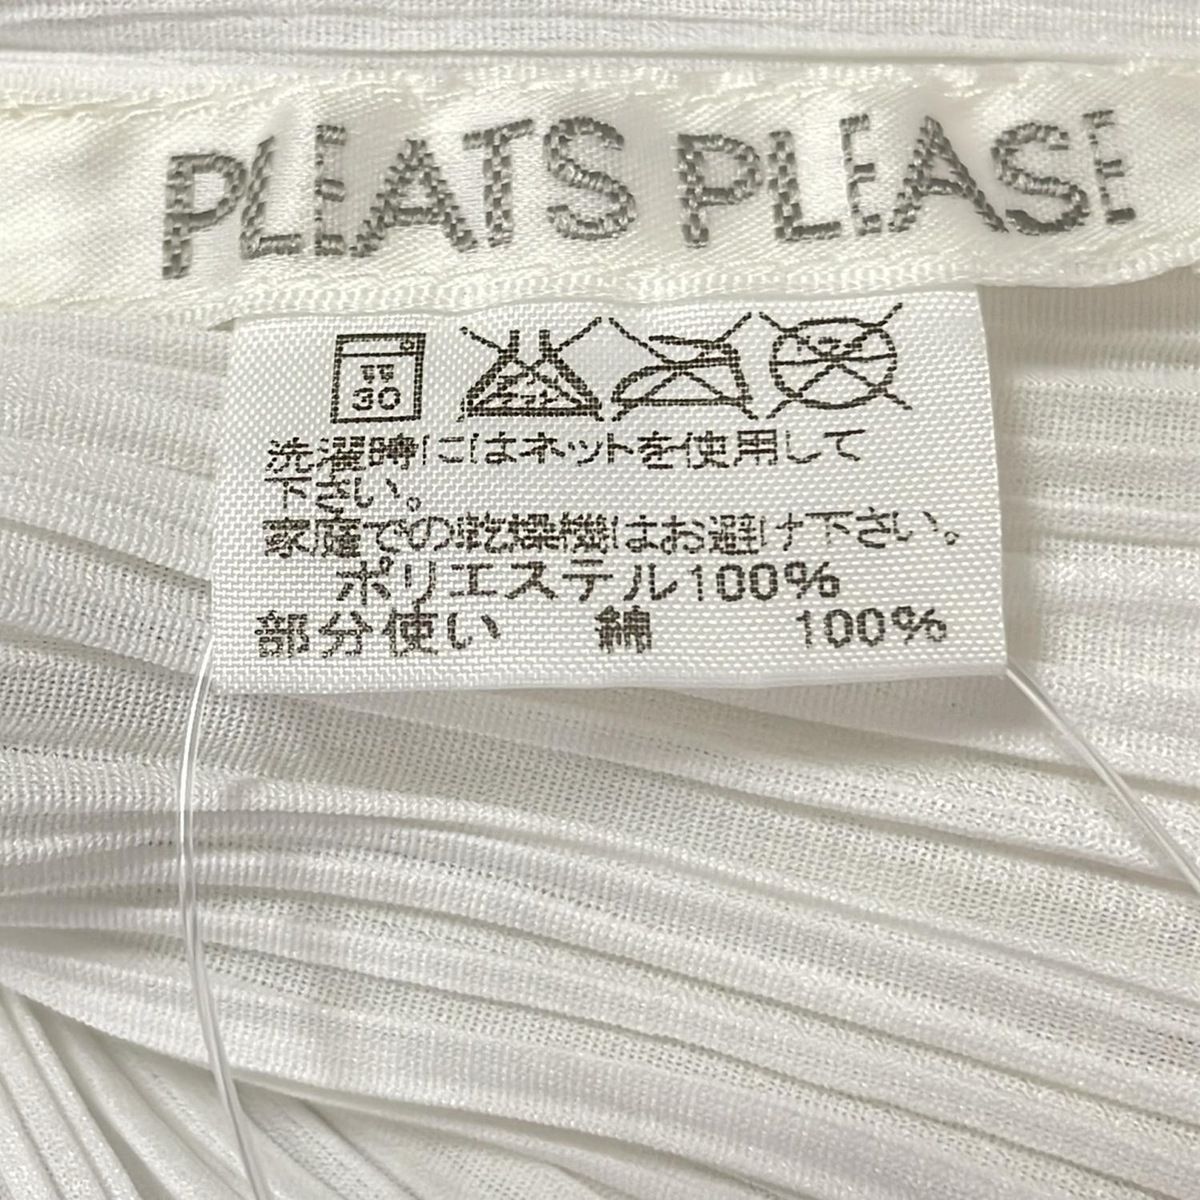 PLEATS PLEASE
弱 30
洗濯時にはネットを使用して
下さい。
家庭での乾燥機はお避け下さい。
ポリエステル100%
部分使い 綿 100%